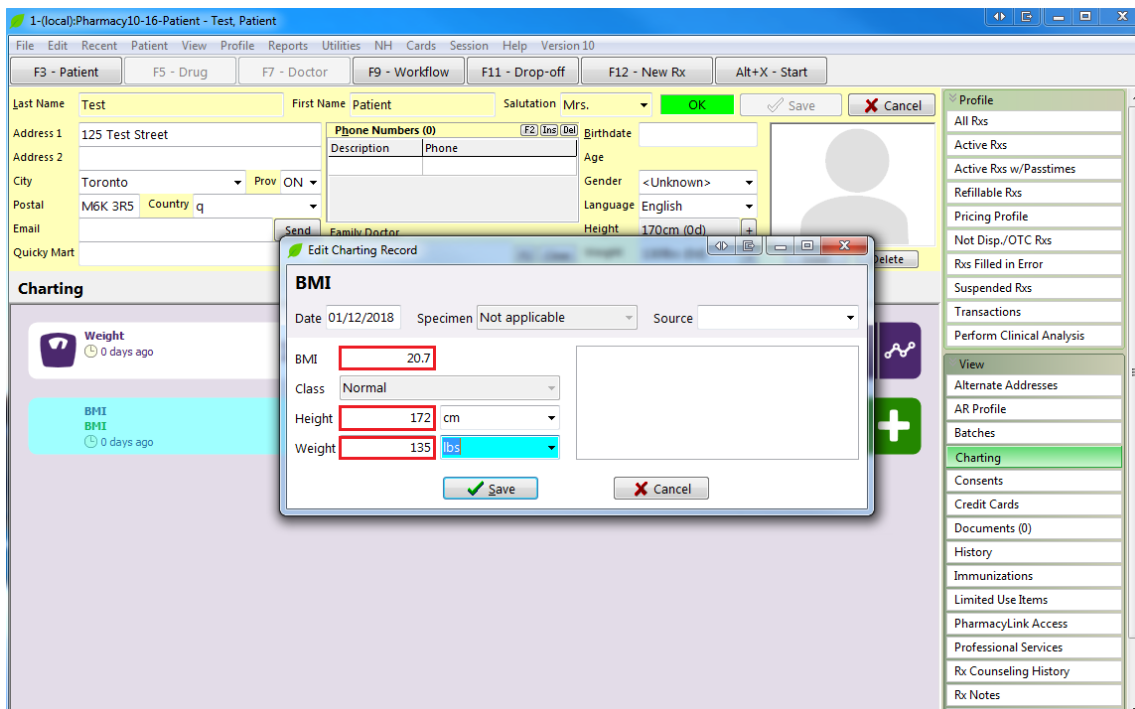 1-(local):Pharmacy10-16-Patient - Test, Patient
File Edit Recent Patient View Profile Reports Utilities NH Cards Session Help Version 10
F3 - Patient F5 - Drug F7 - Doctor F9 - Workflow F11 - Drop-off F12 - New Rx Alt+X - Start
Last Name Test First Name Patient Salutation Mrs. OK Save Cancel
Address 1 125 Test Street
Address 2
City Toronto Prov ON
Postal M6K 3R5 Country q
Email Send
Quicky Mart
Phone Numbers (0) F2 Ins Del
Description Phone
Family Doctor
Birthdate
Age
Gender <Unknown>
Language English
Height 170cm (0d) +
Delete
Charting
Weight
0 days ago
BMI
BMI
0 days ago
Edit Charting Record
BMI
Date 01/12/2018 Specimen Not applicable Source
BMI 20.7
Class Normal
Height 172 cm
Weight 135 lbs
Save Cancel
Profile
All Rxs
Active Rxs
Active Rxs w/Passtimes
Refillable Rxs
Pricing Profile
Not Disp./OTC Rxs
Rxs Filled in Error
Suspended Rxs
Transactions
Perform Clinical Analysis
View
Alternate Addresses
AR Profile
Batches
Charting
Consents
Credit Cards
Documents (0)
History
Immunizations
Limited Use Items
PharmacyLink Access
Professional Services
Rx Counseling History
Rx Notes